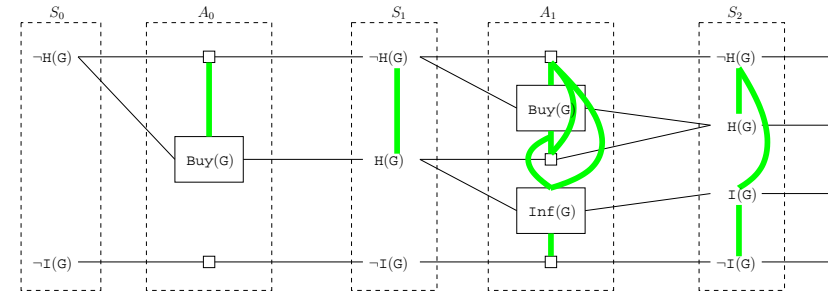 S₀ A₀ S₁ A₁ S₂
¬H(G) ¬H(G) ¬H(G)
Buy(G) H(G)
Buy(G) H(G)
I(G)
Inf(G)
¬I(G) ¬I(G) ¬I(G)